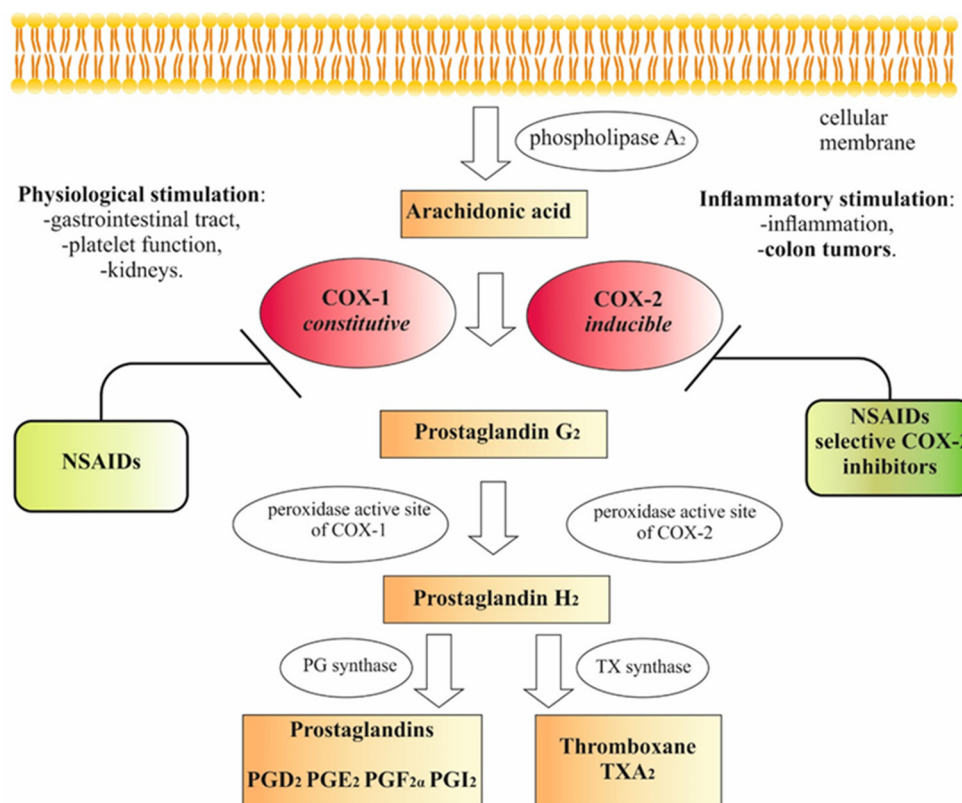 cellular
membrane
phospholipase A₂
Physiological stimulation:
-gastrointestinal tract,
-platelet function,
-kidneys.
Arachidonic acid
Inflammatory stimulation:
-inflammation,
-colon tumors.
COX-1
constitutive
COX-2
inducible
NSAIDs
Prostaglandin G₂
NSAIDs
selective COX-2
inhibitors
peroxidase active site
of COX-1
peroxidase active site
of COX-2
Prostaglandin H₂
PG synthase
TX synthase
Prostaglandins
PGD₂ PGE₂ PGF₂α PGI₂
Thromboxane
TXA₂